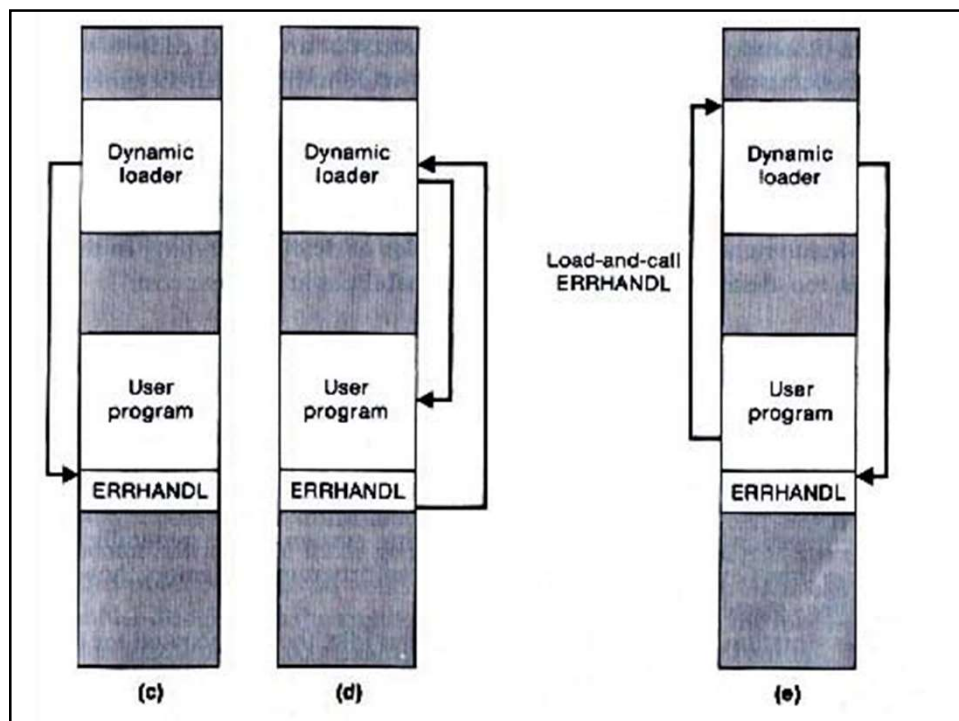 Dynamic
loader
User
program
ERRHANDL
(c)
Dynamic
loader
User
program
ERRHANDL
(d)
Load-and-call
ERRHANDL
Dynamic
loader
User
program
ERRHANDL
(e)